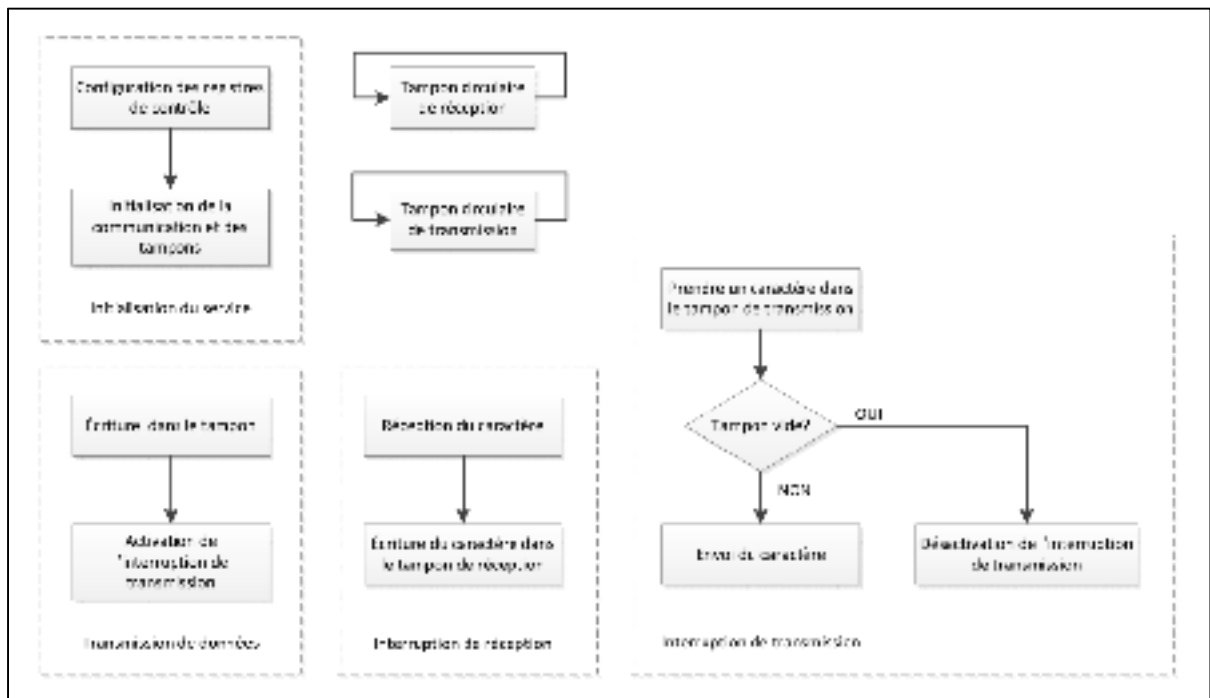 Configuration des registres
de contrôle
Initialisation de la
communication et des
tampons
Initialisation du service
Tampon circulaire
de réception
Tampon circulaire
de transmission
Écriture dans le tampon
Activation de
l'interruption de
transmission
Transmission de données
Réception du caractère
Écriture du caractère dans
le tampon de réception
Interruption de réception
Prendre un caractère dans
le tampon de transmission
Tampon vide?
OUI
NON
Envoi du caractère
Désactivation de l'interruption
de transmission
Interruption de transmission